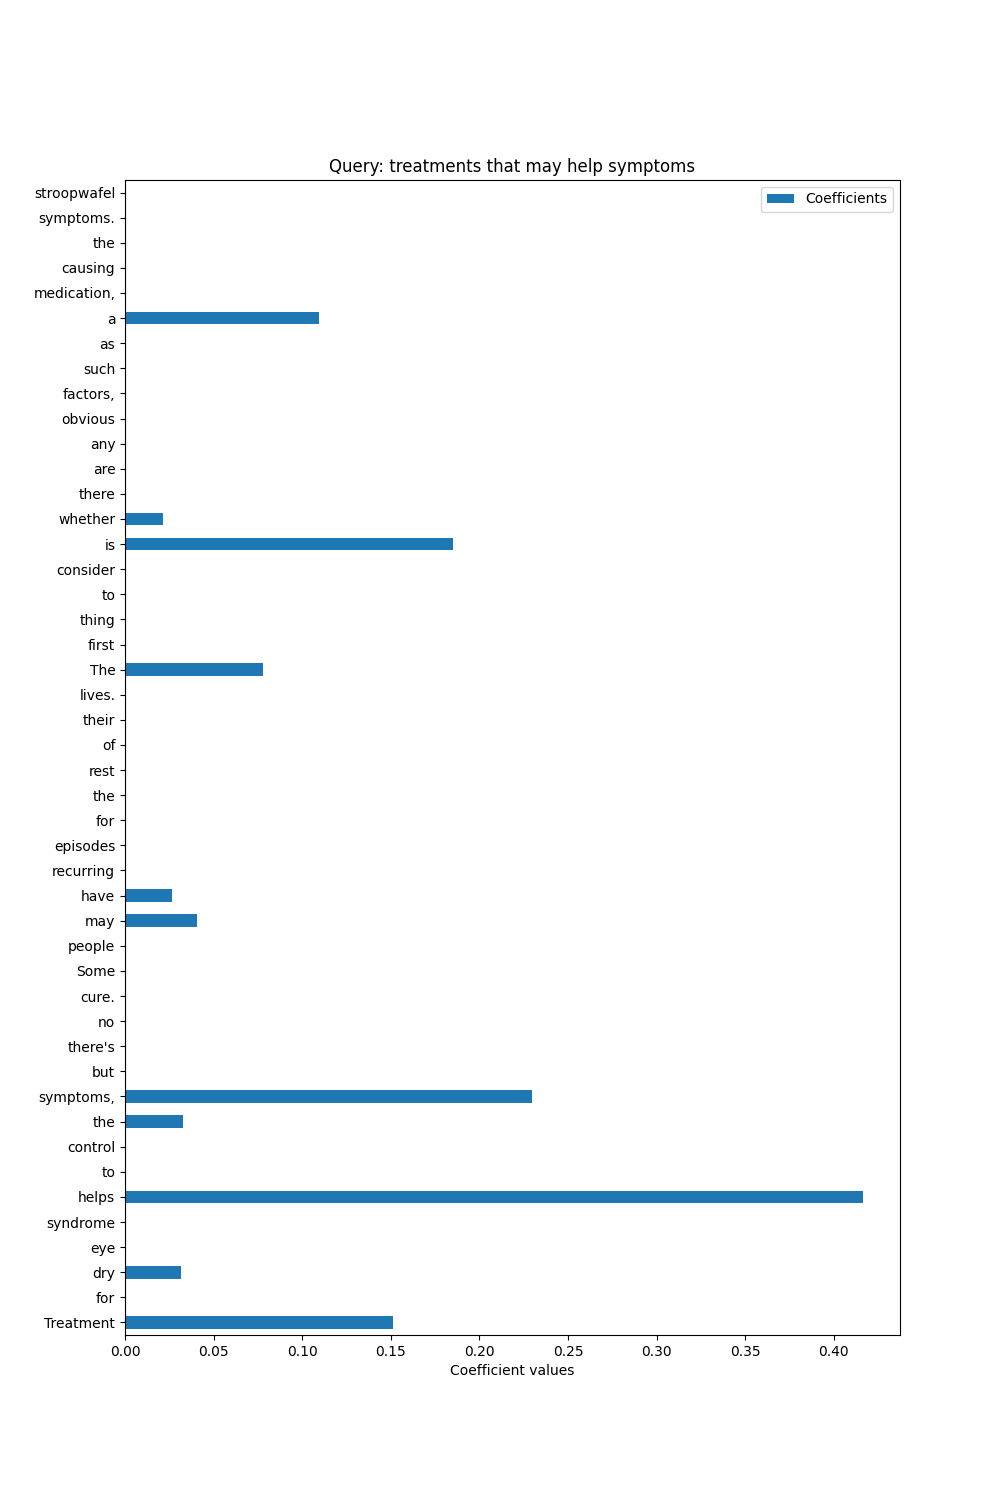 Query: treatments that may help symptoms
Coefficients
stroopwafel
symptoms.
the
causing
medication,
a
as
such
factors,
obvious
any
are
there
whether
is
consider
to
thing
first
The
lives.
their
of
rest
the
for
episodes
recurring
have
may
people
Some
cure.
no
there's
but
symptoms,
the
control
to
helps
syndrome
eye
dry
for
Treatment
0.00 0.05 0.10 0.15 0.20 0.25 0.30 0.35 0.40
Coefficient values